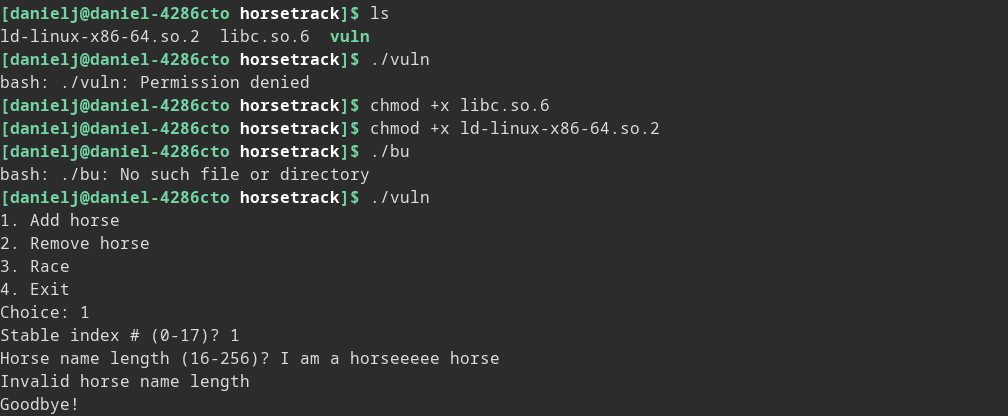 [danielj@daniel-4286cto horsetrack]$ ls
ld-linux-x86-64.so.2  libc.so.6  vuln
[danielj@daniel-4286cto horsetrack]$ ./vuln
bash: ./vuln: Permission denied
[danielj@daniel-4286cto horsetrack]$ chmod +x libc.so.6
[danielj@daniel-4286cto horsetrack]$ chmod +x ld-linux-x86-64.so.2
[danielj@daniel-4286cto horsetrack]$ ./bu
bash: ./bu: No such file or directory
[danielj@daniel-4286cto horsetrack]$ ./vuln
1. Add horse
2. Remove horse
3. Race
4. Exit
Choice: 1
Stable index # (0-17)? 1
Horse name length (16-256)? I am a horseeeee horse
Invalid horse name length
Goodbye!